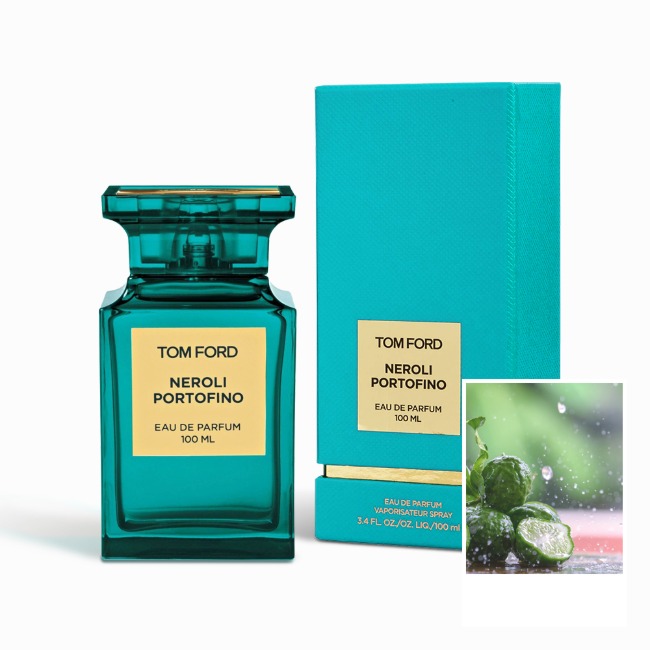 TOM FORD
NEROLI
PORTOFINO
EAU DE PARFUM
100 ML
TOM FORD
NEROLI
PORTOFINO
EAU DE PARFUM
100 ML
EAU DE PARFUM
VAPORISATEUR SPRAY
3.4 FL. OZ./OZ. LIQ./100 ml